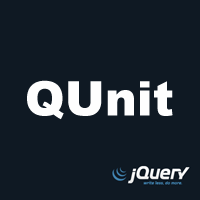 QUnit
jQuery
write less, do more.